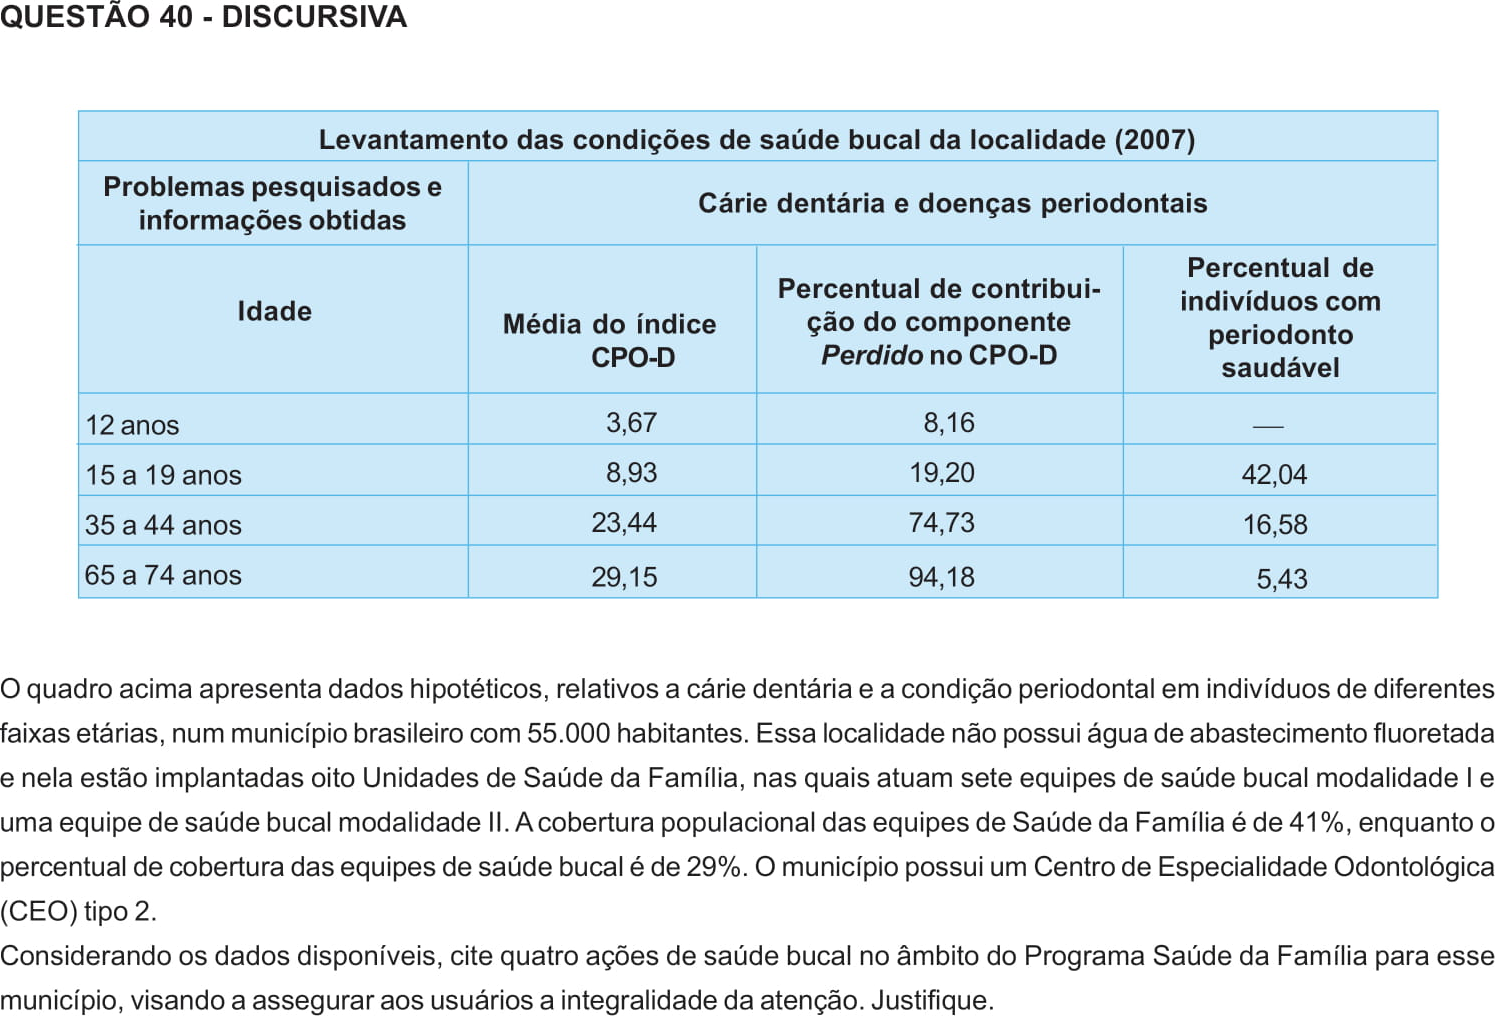 QUESTÃO 40 - DISCURSIVA
Levantamento das condições de saúde bucal da localidade (2007)
Problemas pesquisados e
informações obtidas
Cárie dentária e doenças periodontais
Idade
Média do índice
CPO-D
Percentual de contribui-
ção do componente
Perdido no CPO-D
Percentual de
indivíduos com
periodonto
saudável
12 anos 3,67 8,16 —
15 a 19 anos 8,93 19,20 42,04
35 a 44 anos 23,44 74,73 16,58
65 a 74 anos 29,15 94,18 5,43
O quadro acima apresenta dados hipotéticos, relativos a cárie dentária e a condição periodontal em indivíduos de diferentes
faixas etárias, num município brasileiro com 55.000 habitantes. Essa localidade não possui água de abastecimento fluoretada
e nela estão implantadas oito Unidades de Saúde da Família, nas quais atuam sete equipes de saúde bucal modalidade I e
uma equipe de saúde bucal modalidade II. A cobertura populacional das equipes de Saúde da Família é de 41%, enquanto o
percentual de cobertura das equipes de saúde bucal é de 29%. O município possui um Centro de Especialidade Odontológica
(CEO) tipo 2.
Considerando os dados disponíveis, cite quatro ações de saúde bucal no âmbito do Programa Saúde da Família para esse
município, visando a assegurar aos usuários a integralidade da atenção. Justifique.